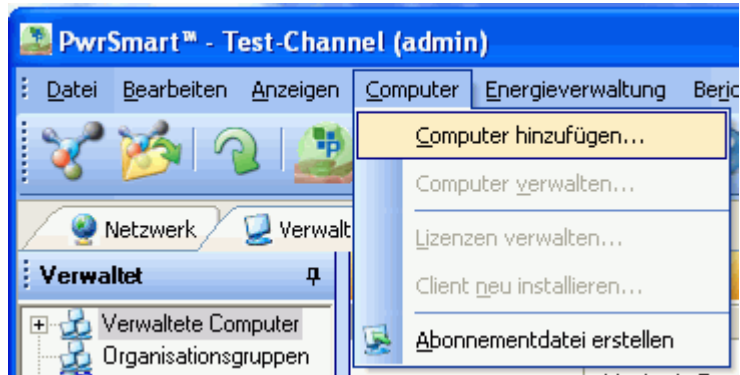 PwrSmart™ - Test-Channel (admin)
Datei Bearbeiten Anzeigen Computer Energieverwaltung
Computer hinzufügen...
Computer verwalten...
Netzwerk
Lizenzen verwalten...
Verwaltet
Client neu installieren...
Verwaltete Computer
Abonnementdatei erstellen
Organisationsgruppen